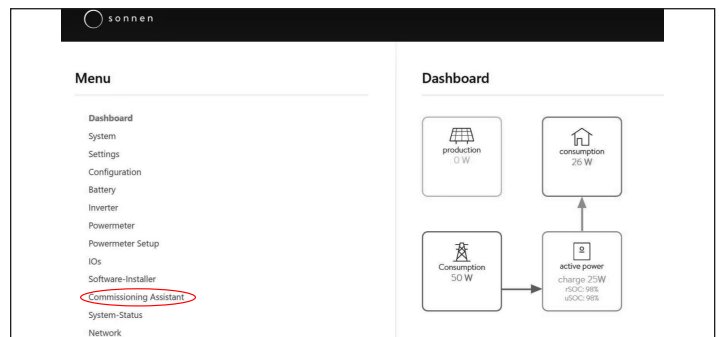 sonnen
Menu
Dashboard
System
Settings
Configuration
Battery
Inverter
Powermeter
Powermeter Setup
IOs
Software-Installer
Commissioning Assistant
System-Status
Network
Dashboard
production
0 W
consumption
26 W
Consumption
50 W
active power
charge 25W
rSOC: 98%
uSOC: 98%